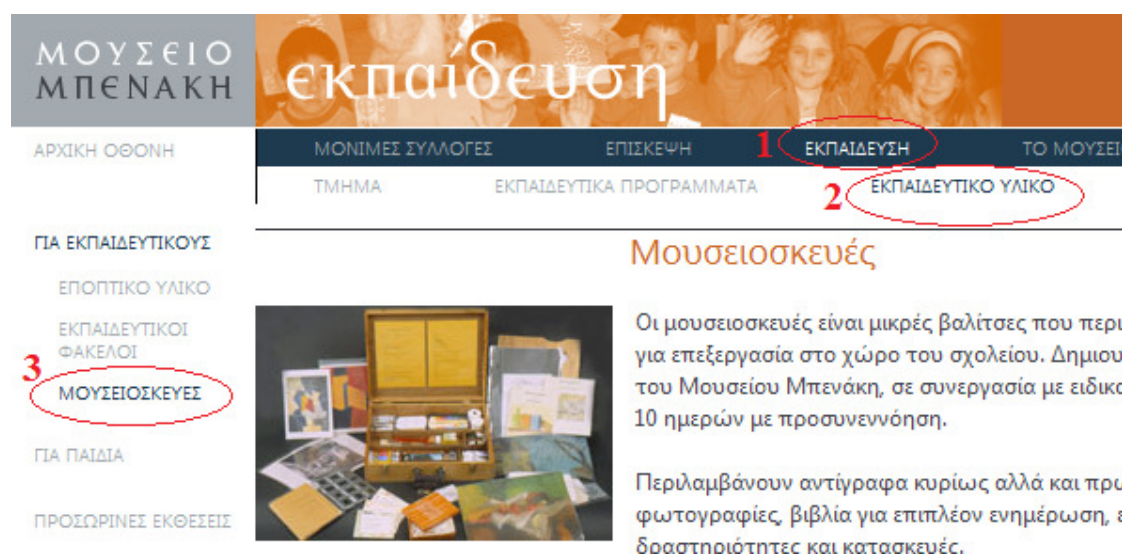 ΜΟΥΣΕΙΟ
ΜΠΕΝΑΚΗ
εκπαίδευση
ΑΡΧΙΚΗ ΟΘΟΝΗ
ΜΟΝΙΜΕΣ ΣΥΛΛΟΓΕΣ ΕΠΙΣΚΕΨΗ 1 ΕΚΠΑΙΔΕΥΣΗ ΤΟ ΜΟΥΣΕΙ
ΤΜΗΜΑ ΕΚΠΑΙΔΕΥΤΙΚΑ ΠΡΟΓΡΑΜΜΑΤΑ 2 ΕΚΠΑΙΔΕΥΤΙΚΟ ΥΛΙΚΟ
ΓΙΑ ΕΚΠΑΙΔΕΥΤΙΚΟΥΣ
ΕΠΟΠΤΙΚΟ ΥΛΙΚΟ
ΕΚΠΑΙΔΕΥΤΙΚΟΙ
ΦΑΚΕΛΟΙ
3
ΜΟΥΣΕΙΟΣΚΕΥΕΣ
ΓΙΑ ΠΑΙΔΙΑ
ΠΡΟΣΩΡΙΝΕΣ ΕΚΘΕΣΕΙΣ
Μουσειοσκευές
Οι μουσειοσκευές είναι μικρές βαλίτσες που περι
για επεξεργασία στο χώρο του σχολείου. Δημιου
του Μουσείου Μπενάκη, σε συνεργασία με ειδικο
10 ημερών με προσυνεννόηση.
Περιλαμβάνουν αντίγραφα κυρίως αλλά και πρω
φωτογραφίες, βιβλία για επιπλέον ενημέρωση, ε
δραστηριότητες και κατασκευές.